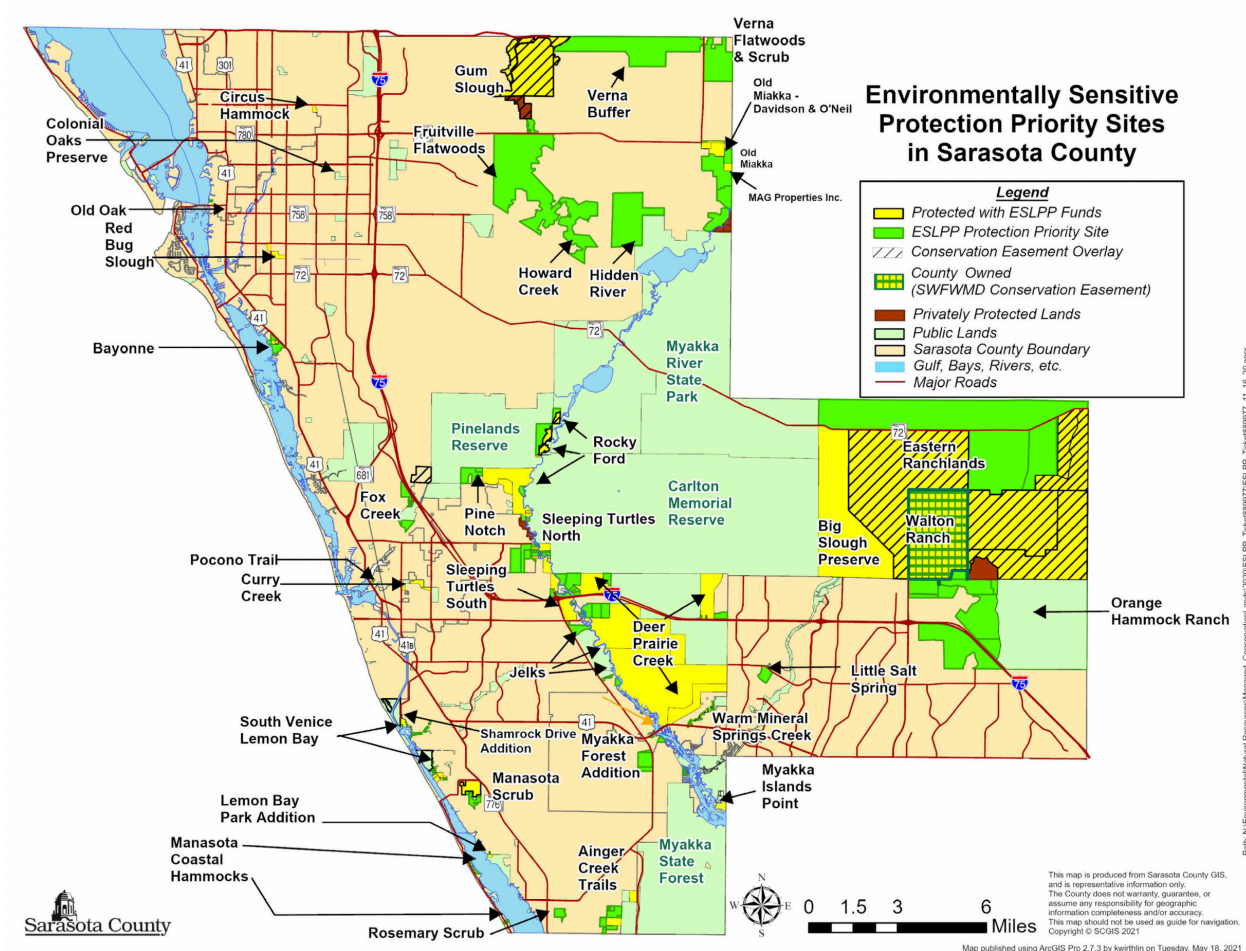 Environmentally Sensitive
Protection Priority Sites
in Sarasota County
Legend
Protected with ESLPP Funds
ESLPP Protection Priority Site
Conservation Easement Overlay
County Owned
(SWFWMD Conservation Easement)
Privately Protected Lands
Public Lands
Sarasota County Boundary
Gulf, Bays, Rivers, etc.
Major Roads
Verna
Flatwoods
& Scrub
41
301
75
Gum
Slough
Verna
Buffer
Old
Miakka -
Davidson & O'Neil
Circus
Hammock
Colonial
Oaks
Preserve
780
Fruitville
Flatwoods
Old
Miakka
MAG Properties Inc.
41
Old Oak
758
758
Red
Bug
Slough
72
72
Howard
Creek
Hidden
River
41
72
Bayonne
75
Myakka
River
State
Park
Pinelands
Reserve
Rocky
Ford
72
Eastern
Ranchlands
41
681
Fox
Creek
Pine
Notch
Carlton
Memorial
Reserve
Sleeping Turtles
North
Big
Slough
Preserve
Walton
Ranch
Pocono Trail
Curry
Creek
Sleeping
Turtles
South
75
Orange
Hammock Ranch
41
41B
Deer
Prairie
Creek
Jelks
Little Salt
Spring
75
South Venice
Lemon Bay
Shamrock Drive
Addition
41
Myakka
Forest
Addition
Warm Mineral
Springs Creek
Manasota
Scrub
776
Myakka
Islands
Point
Lemon Bay
Park Addition
Manasota
Coastal
Hammocks
Ainger
Creek
Trails
Myakka
State
Forest
Rosemary Scrub
Sarasota County
N
W
E
S
0 1.5 3 6
Miles
This map is produced from Sarasota County GIS,
and is representative information only.
The County does not warrant, guarantee, or
assume any responsibility for geographic
information completeness and/or accuracy.
This map should not be used as guide for navigation.
Copyright © SCGIS 2021
Map published using ArcGIS Pro 2.7.3 by kwirthlin on Tuesday, May 18, 2021